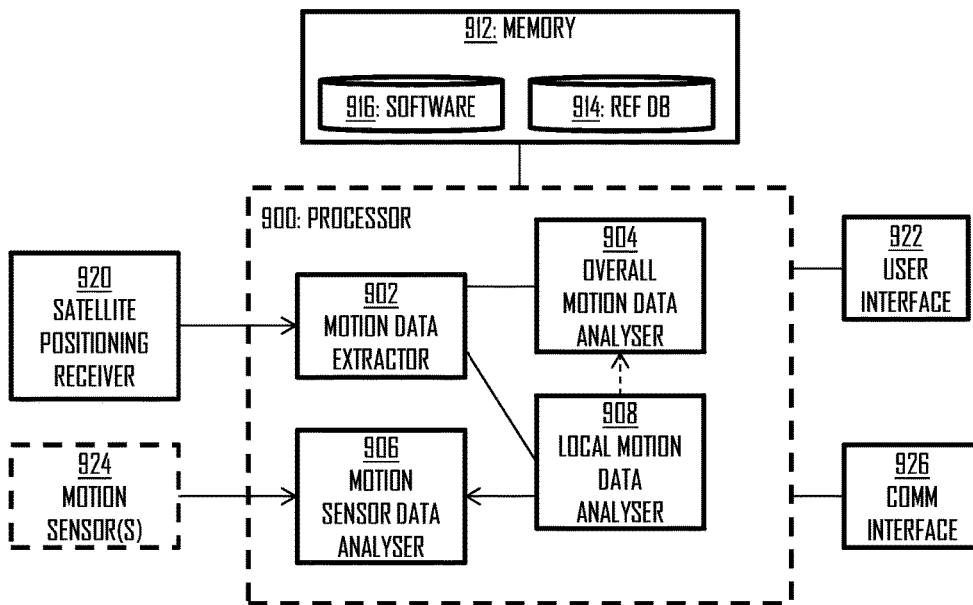 912: MEMORY
916: SOFTWARE
914: REF DB
900: PROCESSOR
920
SATELLITE
POSITIONING
RECEIVER
902
MOTION DATA
EXTRACTOR
904
OVERALL
MOTION DATA
ANALYSER
922
USER
INTERFACE
924
MOTION
SENSOR(S)
906
MOTION
SENSOR DATA
ANALYSER
908
LOCAL MOTION
DATA
ANALYSER
926
COMM
INTERFACE